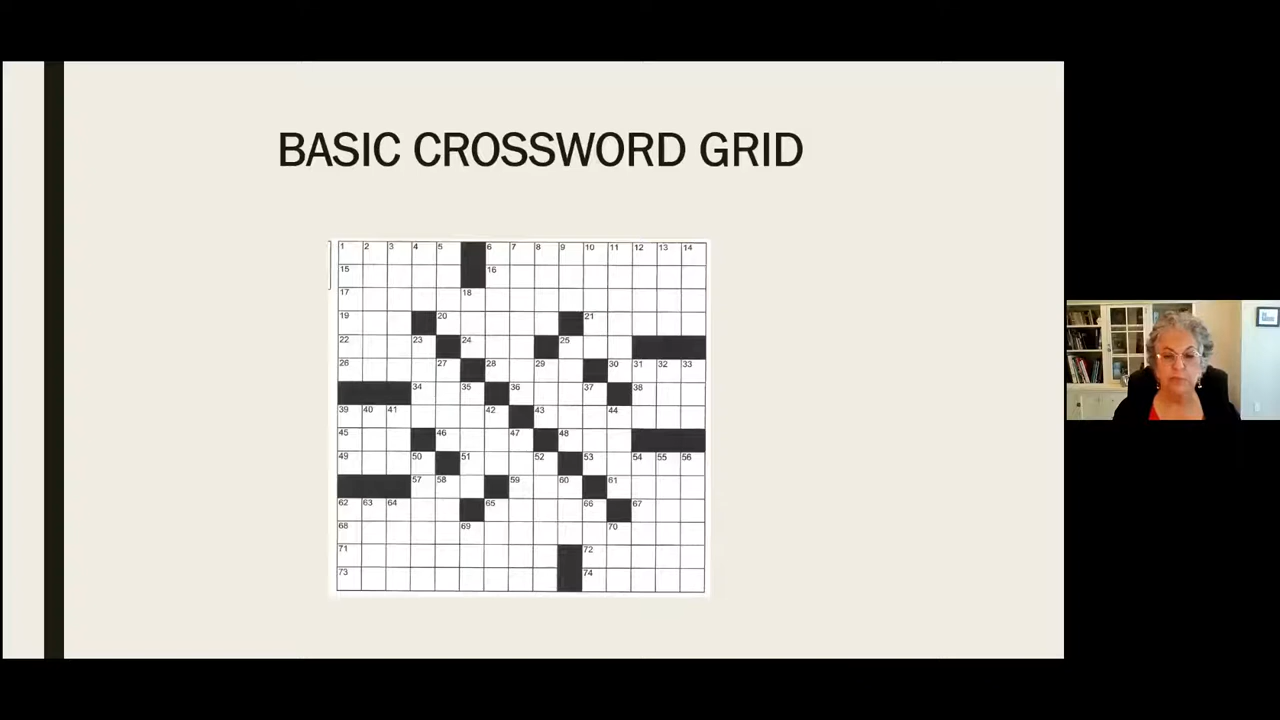 BASIC CROSSWORD GRID
1 2 3 4 5 6 7 8 9 10 11 12 13 14
15 16
17 18
19 20 21
22 23 24 25
26 27 28 29 30 31 32 33
34 35 36 37 38
39 40 41 42 43 44
45 46 47 48
49 50 51 52 53 54 55 56
57 58 59 60 61
62 63 64 65 66 67
68 69 70
71 72
73 74